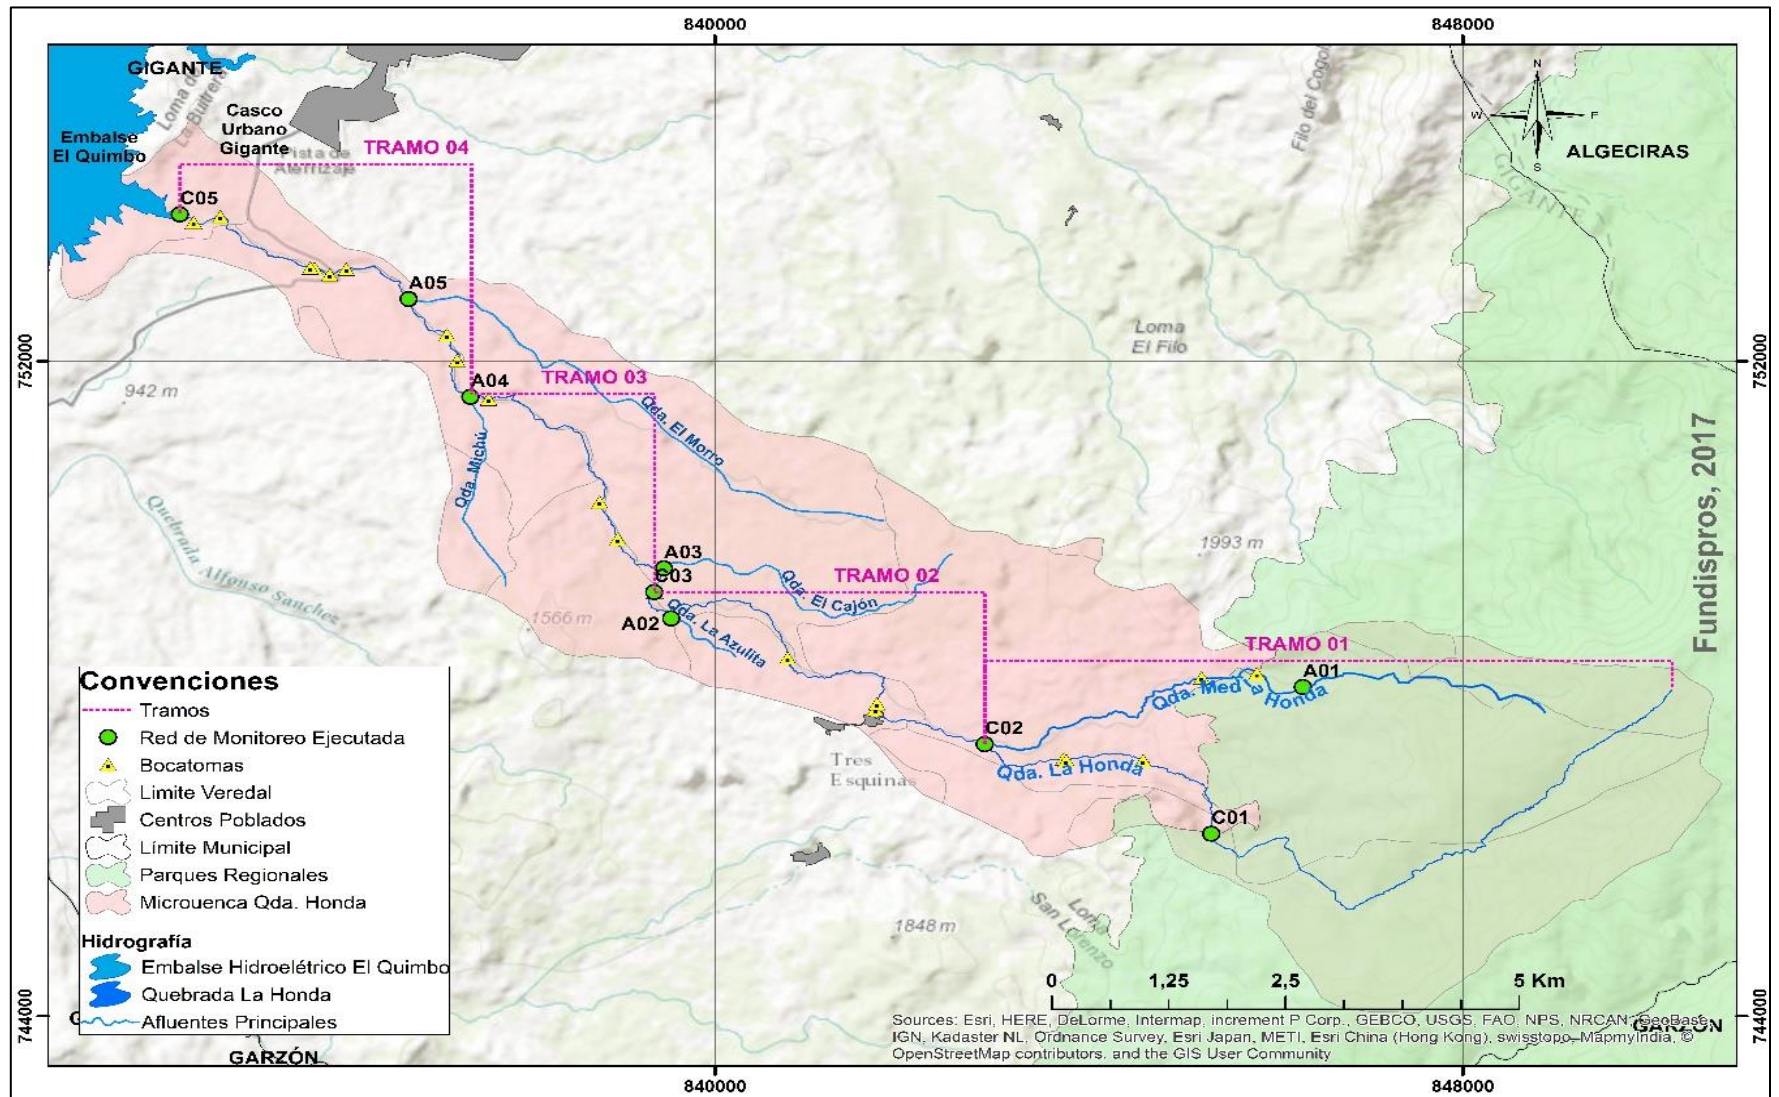 840000
848000
GIGANTE
Loma de
La Buitrera
Casco
Urbano
Gigante
Embalse
El Quimbo
Pista de
Aterrizaje
TRAMO 04
Filo del Cogol
N
W
E
S
ALGECIRAS
GIGANTE
C05
A05
752000
752000
942 m
A04
TRAMO 03
Loma
El Filo
Qda. El Morro
Qda. Michú
Quebrada Alfonso Sanchez
1993 m
Fundispros, 2017
A03
C03
TRAMO 02
Qda. El Cajón
1566 m
A02
Qda. La Azulita
TRAMO 01
A01
Qda. Media Honda
C02
Qda. La Honda
Tres
Esquinas
C01
1848 m
Loma
San Lorenzo
Convenciones
Tramos
Red de Monitoreo Ejecutada
Bocatomas
Limite Veredal
Centros Poblados
Límite Municipal
Parques Regionales
Microuenca Qda. Honda
Hidrografía
Embalse Hidroelétrico El Quimbo
Quebrada La Honda
Afluentes Principales
0 1,25 2,5 5 Km
744000
744000
GARZÓN
GARZÓN
Sources: Esri, HERE, DeLorme, Intermap, increment P Corp., GEBCO, USGS, FAO, NPS, NRCAN, GeoBase,
IGN, Kadaster NL, Ordnance Survey, Esri Japan, METI, Esri China (Hong Kong), swisstopo, MapmyIndia, ©
OpenStreetMap contributors, and the GIS User Community
840000
848000